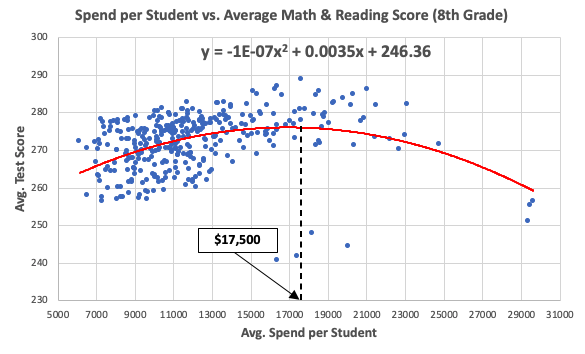 Spend per Student vs. Average Math & Reading Score (8th Grade)
y = -1E-07x² + 0.0035x + 246.36
300
290
280
270
260
250
240
230
Avg. Test Score
$17,500
5000 7000 9000 11000 13000 15000 17000 19000 21000 23000 25000 27000 29000 31000
Avg. Spend per Student